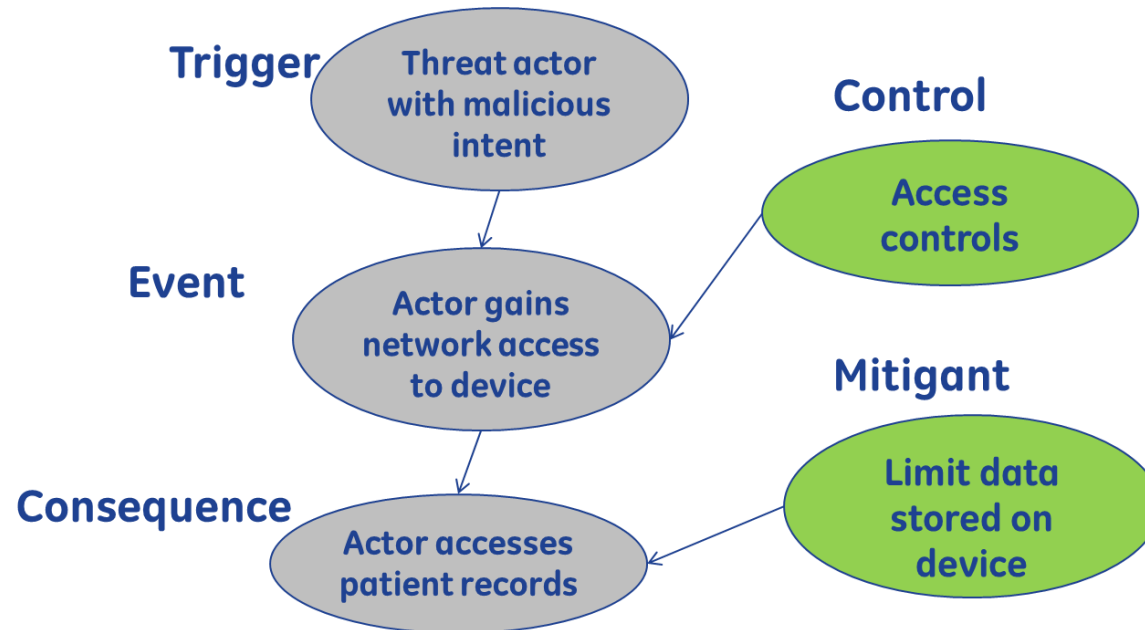 Trigger
Threat actor
with malicious
intent
Control
Access
controls
Event
Actor gains
network access
to device
Mitigant
Limit data
stored on
device
Consequence
Actor accesses
patient records